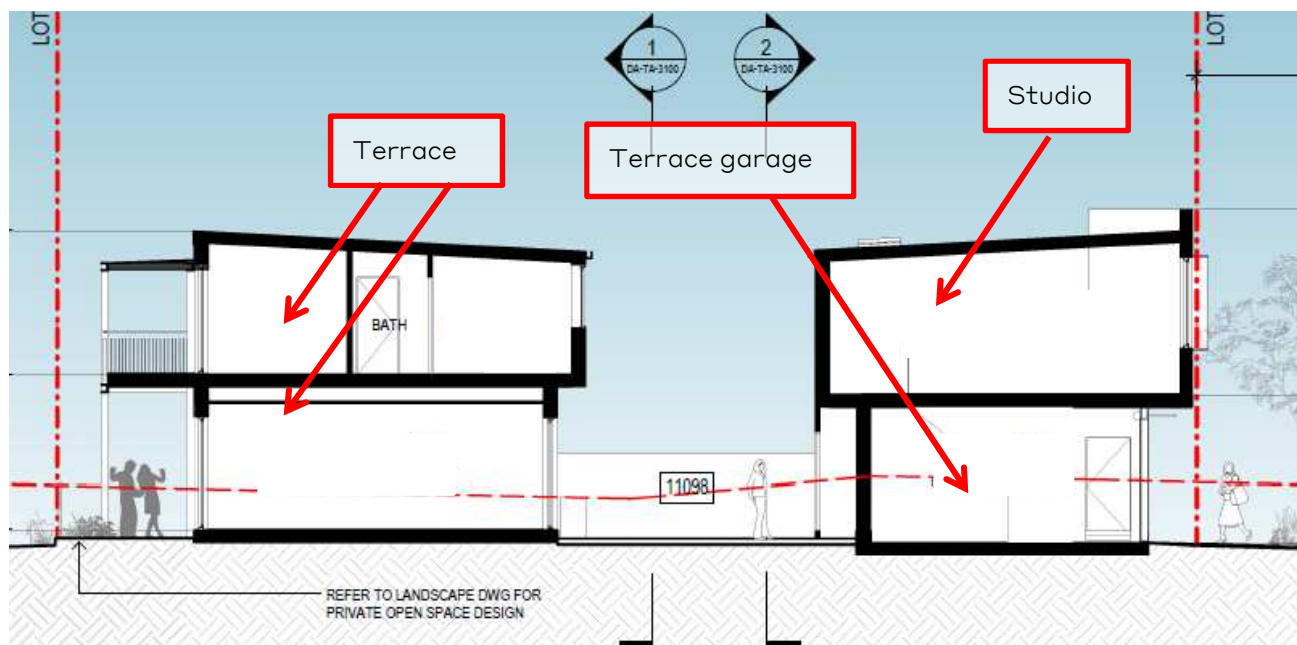 LOT
LOT
1
DA-TA-3100
2
DA-TA-3100
Studio
Terrace
Terrace garage
BATH
11098
REFER TO LANDSCAPE DWG FOR
PRIVATE OPEN SPACE DESIGN